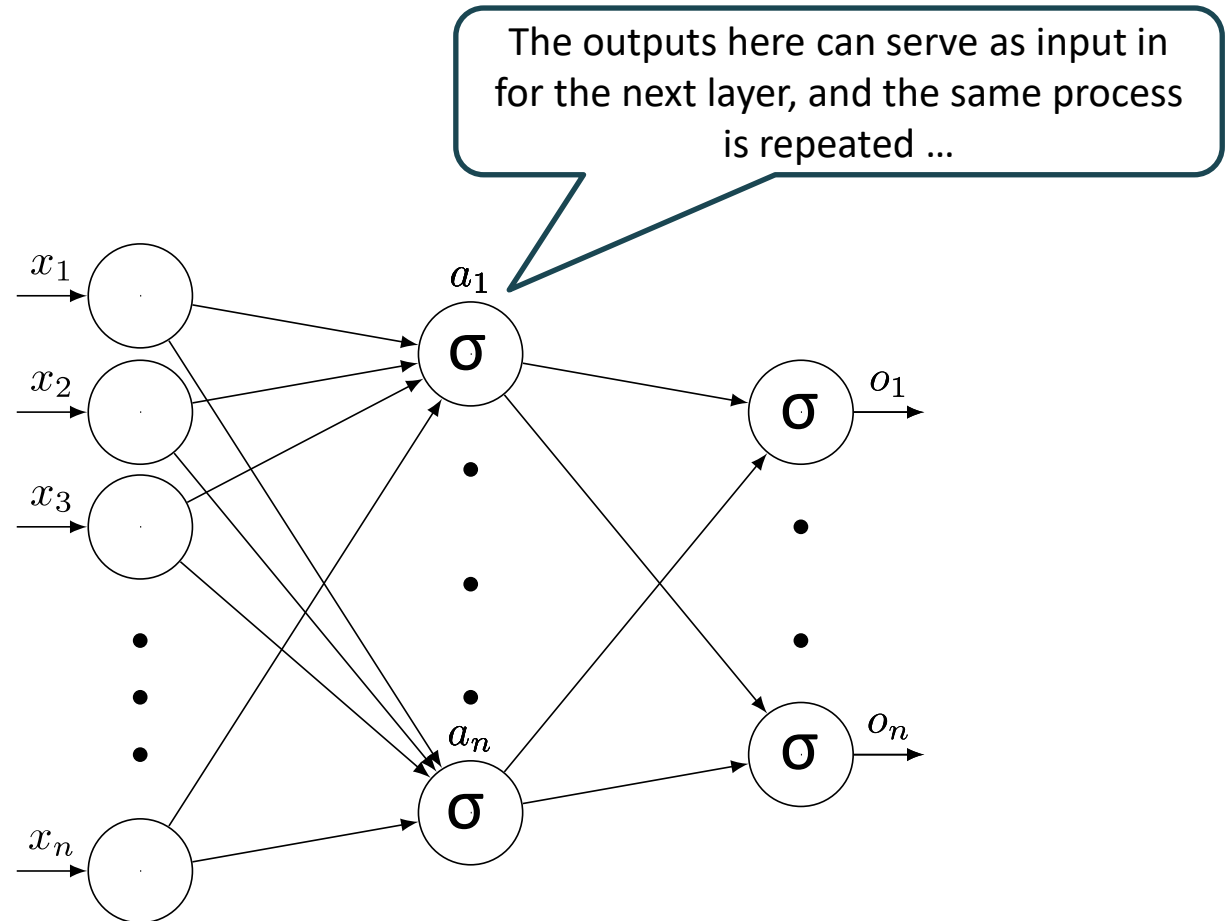 The outputs here can serve as input in
for the next layer, and the same process
is repeated ...
x₁
a₁
σ
x₂
o₁
σ
x₃
aₙ
σ
oₙ
σ
xₙ